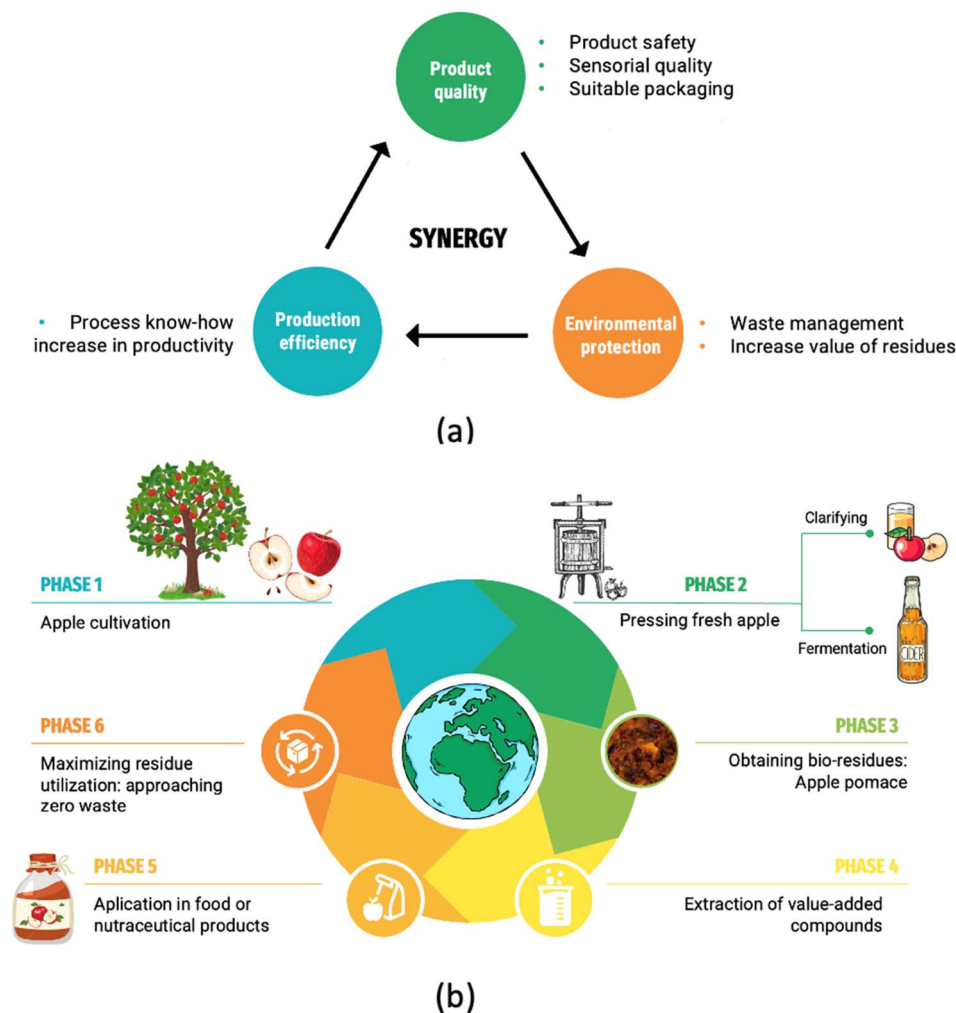 Product
quality
• Product safety
• Sensorial quality
• Suitable packaging
SYNERGY
• Process know-how
increase in productivity
Production
efficiency
Environmental
protection
• Waste management
• Increase value of residues
(a)
PHASE 1
Apple cultivation
PHASE 2
Pressing fresh apple
Clarifying
Fermentation
CIDER
PHASE 3
Obtaining bio-residues:
Apple pomace
PHASE 4
Extraction of value-added
compounds
PHASE 5
Aplication in food or
nutraceutical products
PHASE 6
Maximizing residue
utilization: approaching
zero waste
(b)